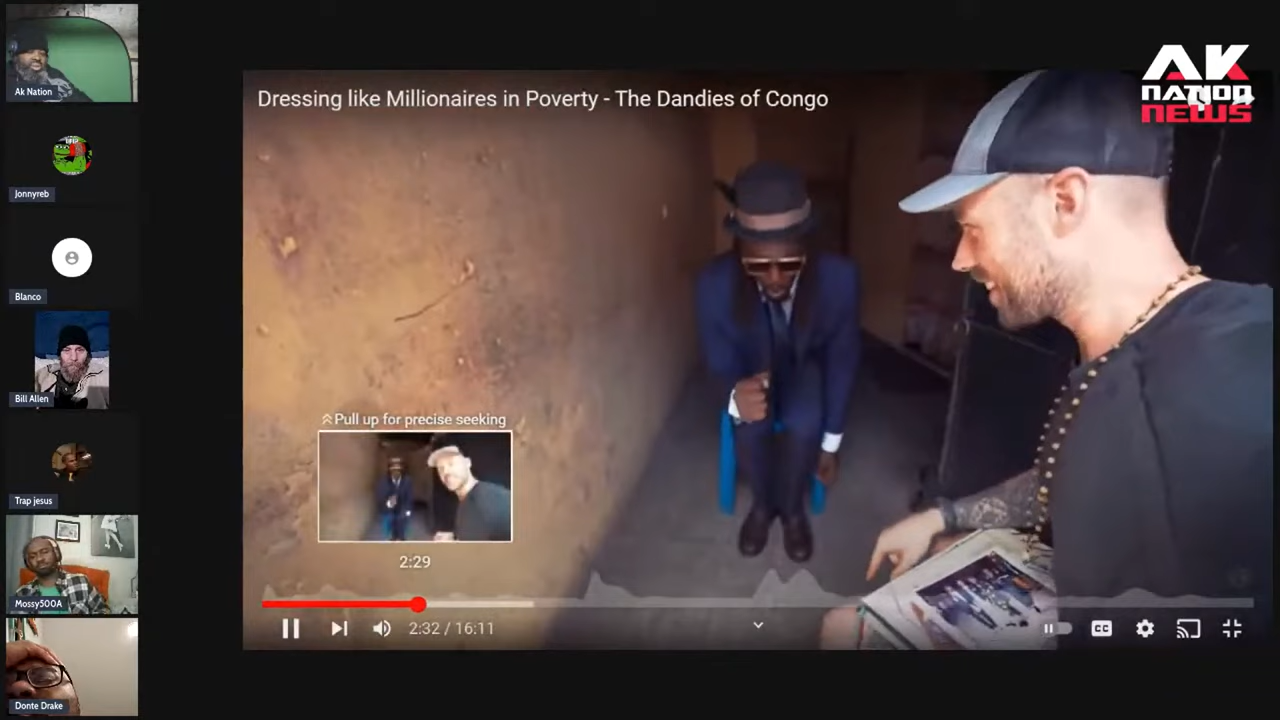 Ak Nation
Jonnyreb
Blanco
Bill Allen
Trap jesus
Mossy500A
Donte Drake
Dressing like Millionaires in Poverty - The Dandies of Congo
AK
NATION
NEWS
Pull up for precise seeking
2:29
2:32 / 16:11
CC